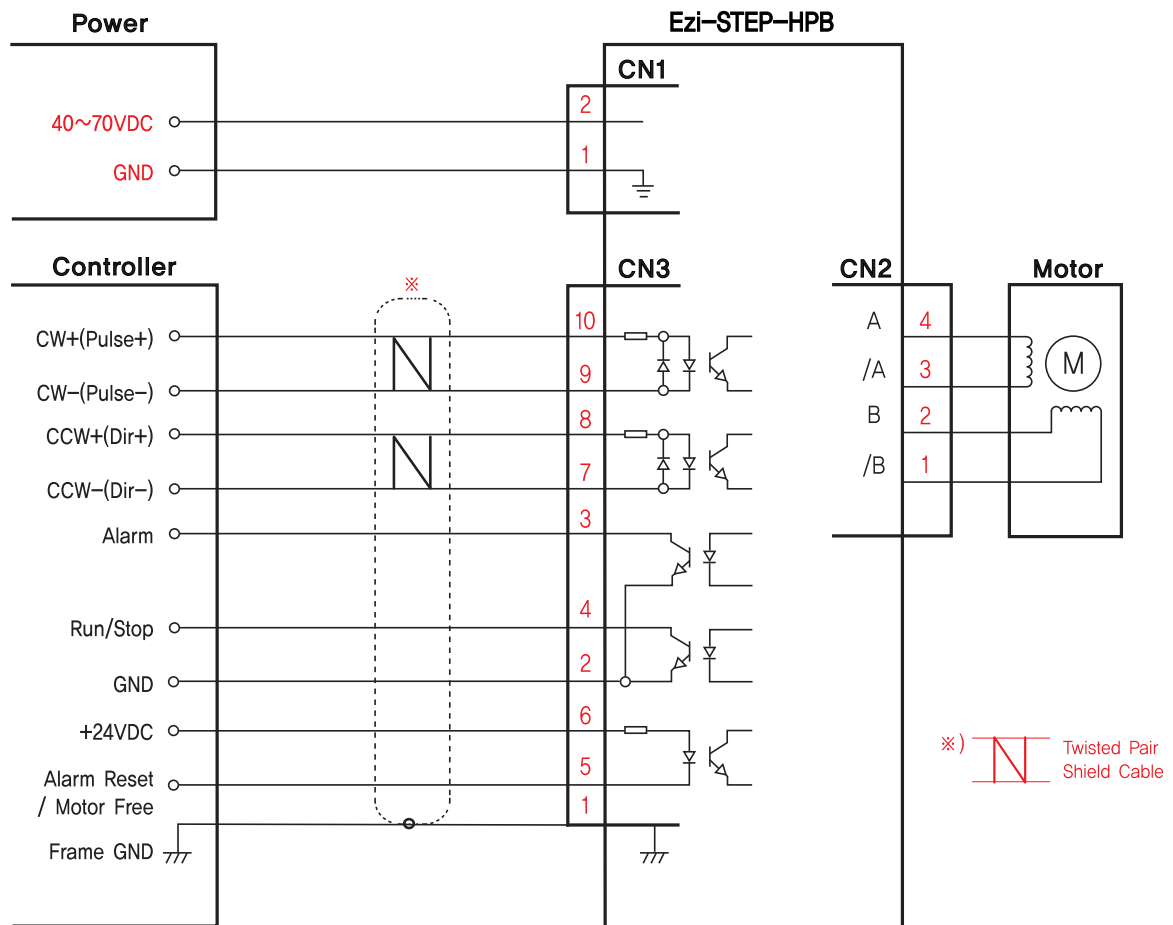 Power
Ezi-STEP-HPB
CN1
40~70VDC
2
GND
1
Controller
※
CN3
CN2
Motor
CW+(Pulse+)
10
A
4
CW-(Pulse-)
9
/A
3
M
CCW+(Dir+)
8
B
2
CCW-(Dir-)
7
/B
1
Alarm
3
Run/Stop
4
GND
2
+24VDC
6
Alarm Reset
/ Motor Free
5
1
Frame GND
※)
Twisted Pair
Shield Cable